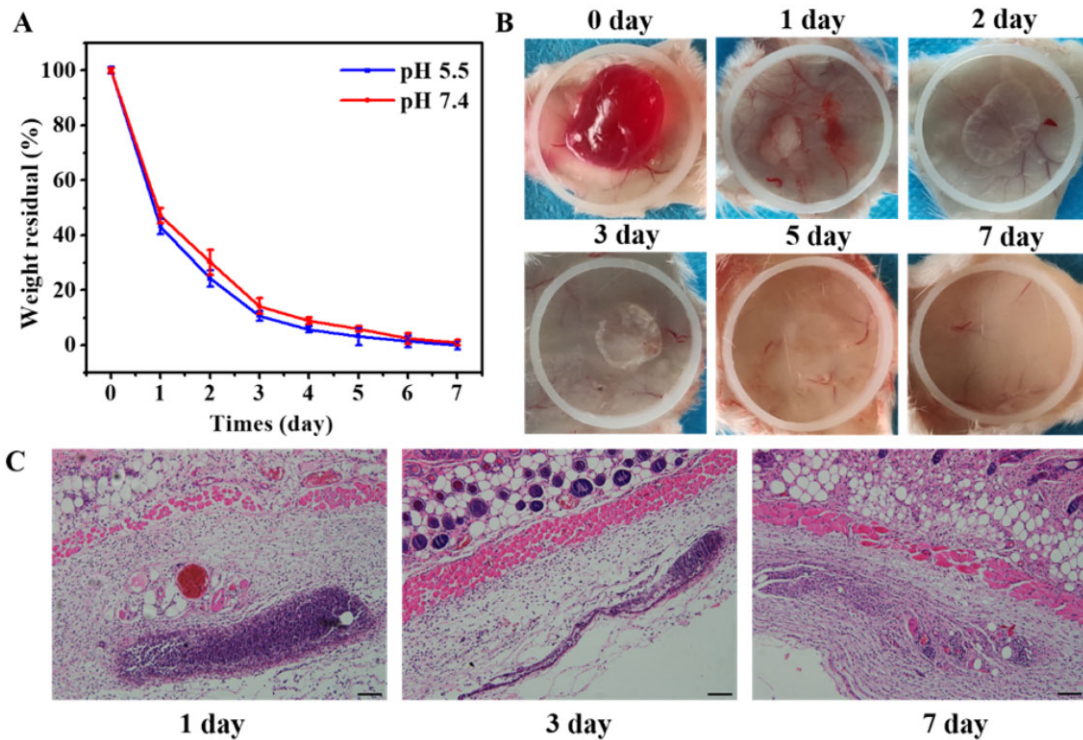 A
B
0 day
1 day
2 day
100
80
60
40
20
0
Weight residual (%)
pH 5.5
pH 7.4
0 1 2 3 4 5 6 7
Times (day)
3 day
5 day
7 day
C
1 day
3 day
7 day